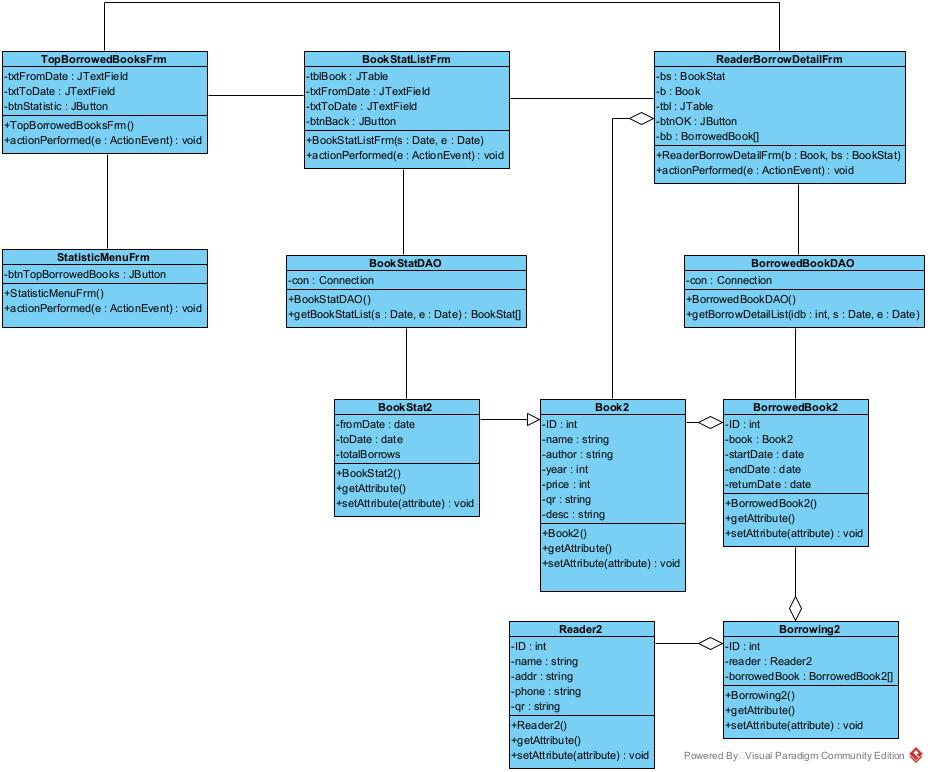 TopBorrowedBooksFrm
-txtFromDate : JTextField
-txtToDate : JTextField
-btnStatistic : JButton
+TopBorrowedBooksFrm()
+actionPerformed(e : ActionEvent) : void
BookStatListFrm
-tblBook : JTable
-txtFromDate : JTextField
-txtToDate : JTextField
-btnBack : JButton
+BookStatListFrm(s : Date, e : Date)
+actionPerformed(e : ActionEvent) : void
ReaderBorrowDetailFrm
-bs : BookStat
-b : Book
-tbl : JTable
-btnOK : JButton
-bb : BorrowedBook[]
+ReaderBorrowDetailFrm(b : Book, bs : BookStat)
+actionPerformed(e : ActionEvent) : void
StatisticMenuFrm
-btnTopBorrowedBooks : JButton
+StatisticMenuFrm()
+actionPerformed(e : ActionEvent) : void
BookStatDAO
-con : Connection
+BookStatDAO()
+getBookStatList(s : Date, e : Date) : BookStat[]
BorrowedBookDAO
-con : Connection
+BorrowedBookDAO()
+getBorrowDetailList(idb : int, s : Date, e : Date)
BookStat2
-fromDate : date
-toDate : date
-totalBorrows
+BookStat2()
+getAttribute()
+setAttribute(attribute) : void
Book2
-ID : int
-name : string
-author : string
-year : int
-price : int
-qr : string
-desc : string
+Book2()
+getAttribute()
+setAttribute(attribute) : void
BorrowedBook2
-ID : int
-book : Book2
-startDate : date
-endDate : date
-returnDate : date
+BorrowedBook2()
+getAttribute()
+setAttribute(attribute) : void
Reader2
-ID : int
-name : string
-addr : string
-phone : string
-qr : string
+Reader2()
+getAttribute()
+setAttribute(attribute) : void
Borrowing2
-ID : int
-reader : Reader2
-borrowedBook : BorrowedBook2[]
+Borrowing2()
+getAttribute()
+setAttribute(attribute) : void
Powered By Visual Paradigm Community Edition